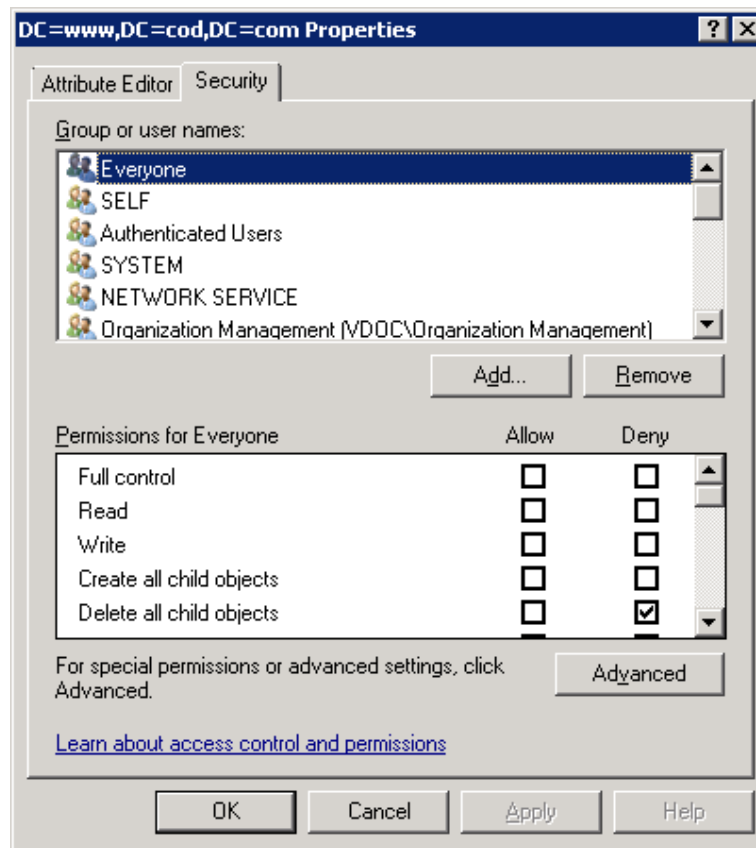 DC=www,DC=cod,DC=com Properties
Attribute Editor Security
Group or user names:
Everyone
SELF
Authenticated Users
SYSTEM
NETWORK SERVICE
Organization Management (VDOC\Organization Management)
Add... Remove
Permissions for Everyone Allow Deny
Full control
Read
Write
Create all child objects
Delete all child objects
For special permissions or advanced settings, click
Advanced.
Advanced
Learn about access control and permissions
OK Cancel Apply Help